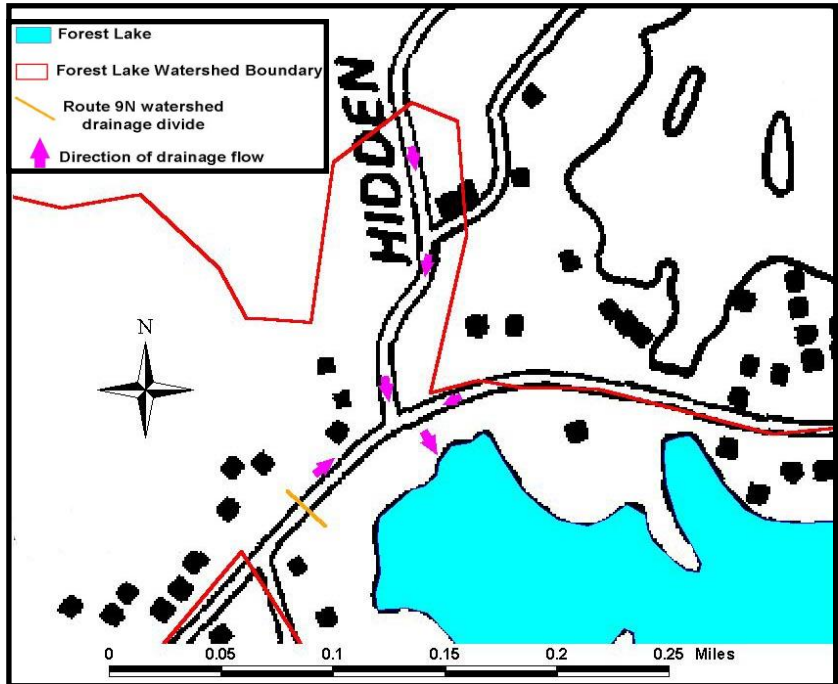 Forest Lake
Forest Lake Watershed Boundary
Route 9N watershed
drainage divide
Direction of drainage flow
HIDDEN
N
0 0.05 0.1 0.15 0.2 0.25 Miles